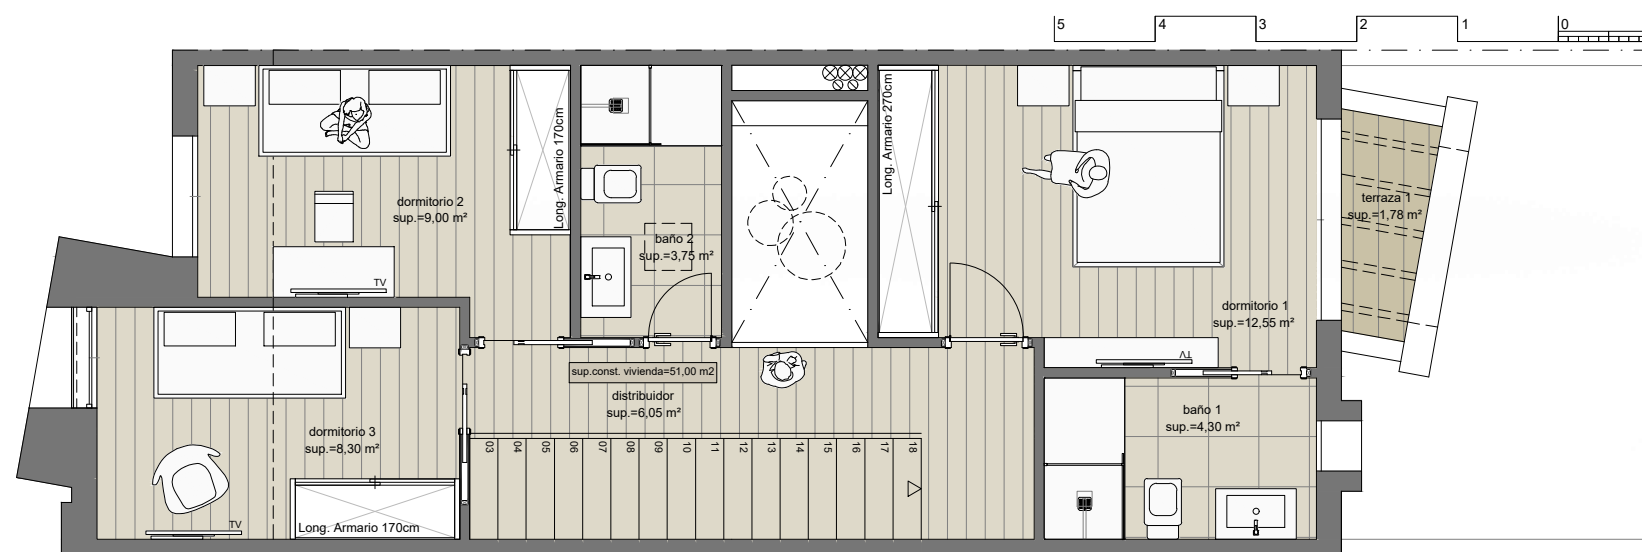 5
4
3
2
1
0
Long. Armario 170cm
Long. Armario 270cm
dormitorio 2
sup.=9,00 m²
baño 2
sup.=3,75 m²
terraza 1
sup.=1,78 m²
TV
dormitorio 1
sup.=12,55 m²
TV
sup.const. vivienda=51,00 m2
distribuidor
sup.=6,05 m²
baño 1
sup.=4,30 m²
dormitorio 3
sup.=8,30 m²
03
04
05
06
07
08
09
10
11
12
13
14
15
16
17
18
TV
Long. Armario 170cm